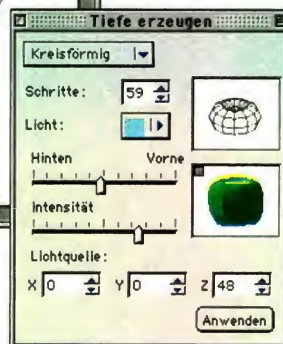 Tiefe erzeugen
Kreisförmig
Schritte: 59
Licht:
Hinten Vorne
Intensität
Lichtquelle:
X 0 Y 0 Z 48
Anwenden